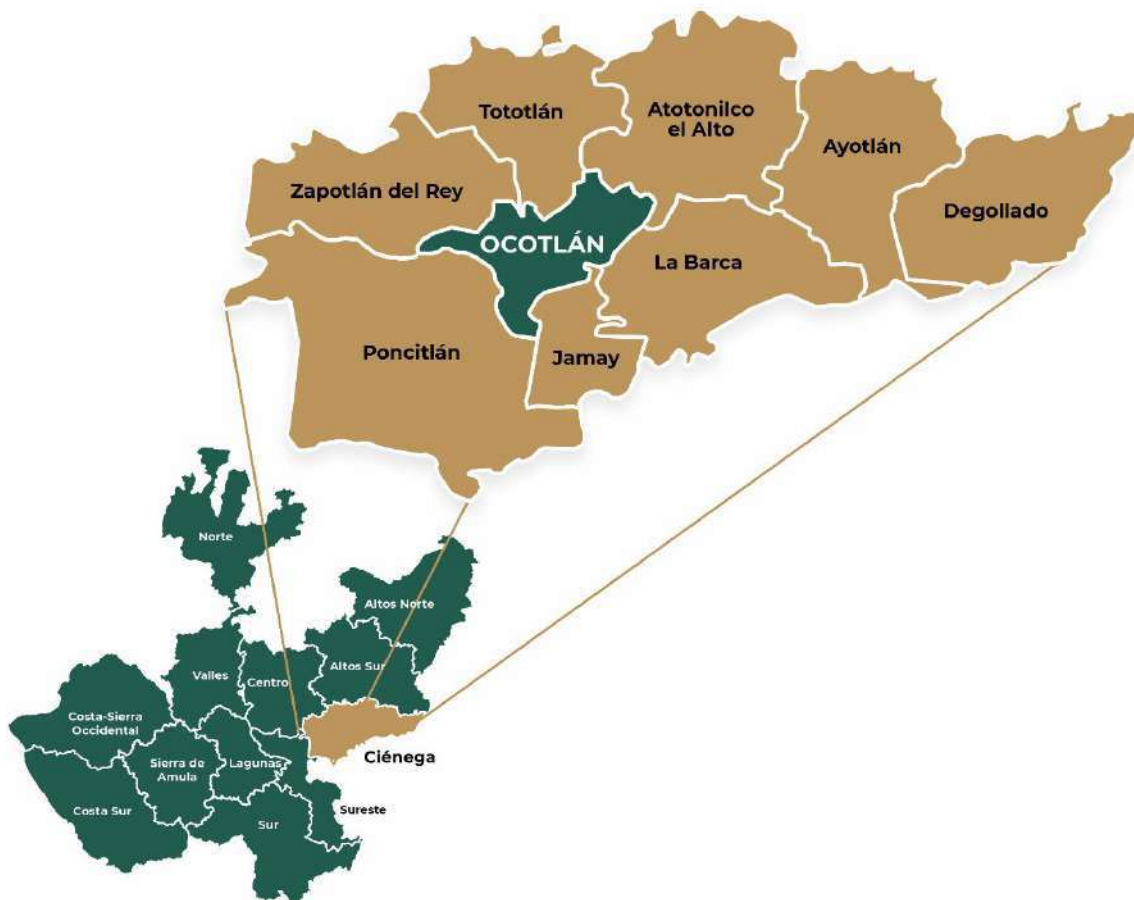 Tototlán
Atotonilco
el Alto
Ayotlán
Zapotlán del Rey
Degollado
OCOTLÁN
La Barca
Poncitlán
Jamay
Norte
Altos Norte
Altos Sur
Valles
Centro
Costa-Sierra
Occidental
Ciénega
Sierra de
Amula
Lagunas
Costa Sur
Sureste
Sur